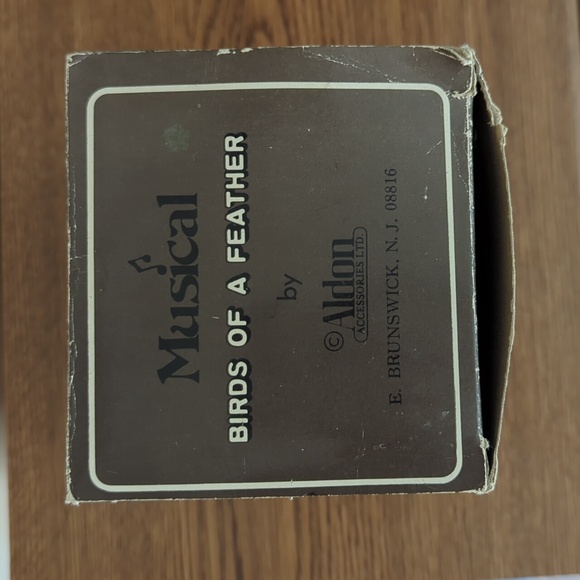 Musical
BIRDS OF A FEATHER
by
© Aldon
ACCESSORIES LTD.
E. BRUNSWICK, N. J. 08816